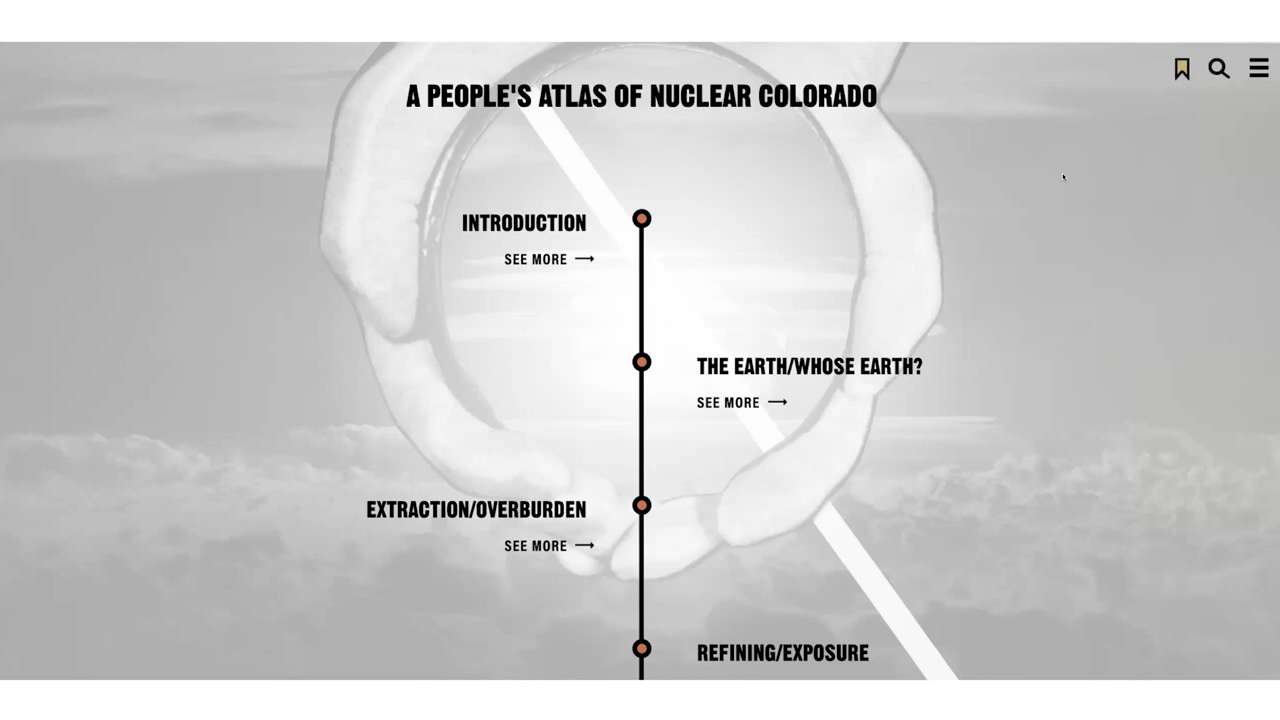 A PEOPLE'S ATLAS OF NUCLEAR COLORADO
INTRODUCTION
SEE MORE →
THE EARTH/WHOSE EARTH?
SEE MORE →
EXTRACTION/OVERBURDEN
SEE MORE →
REFINING/EXPOSURE